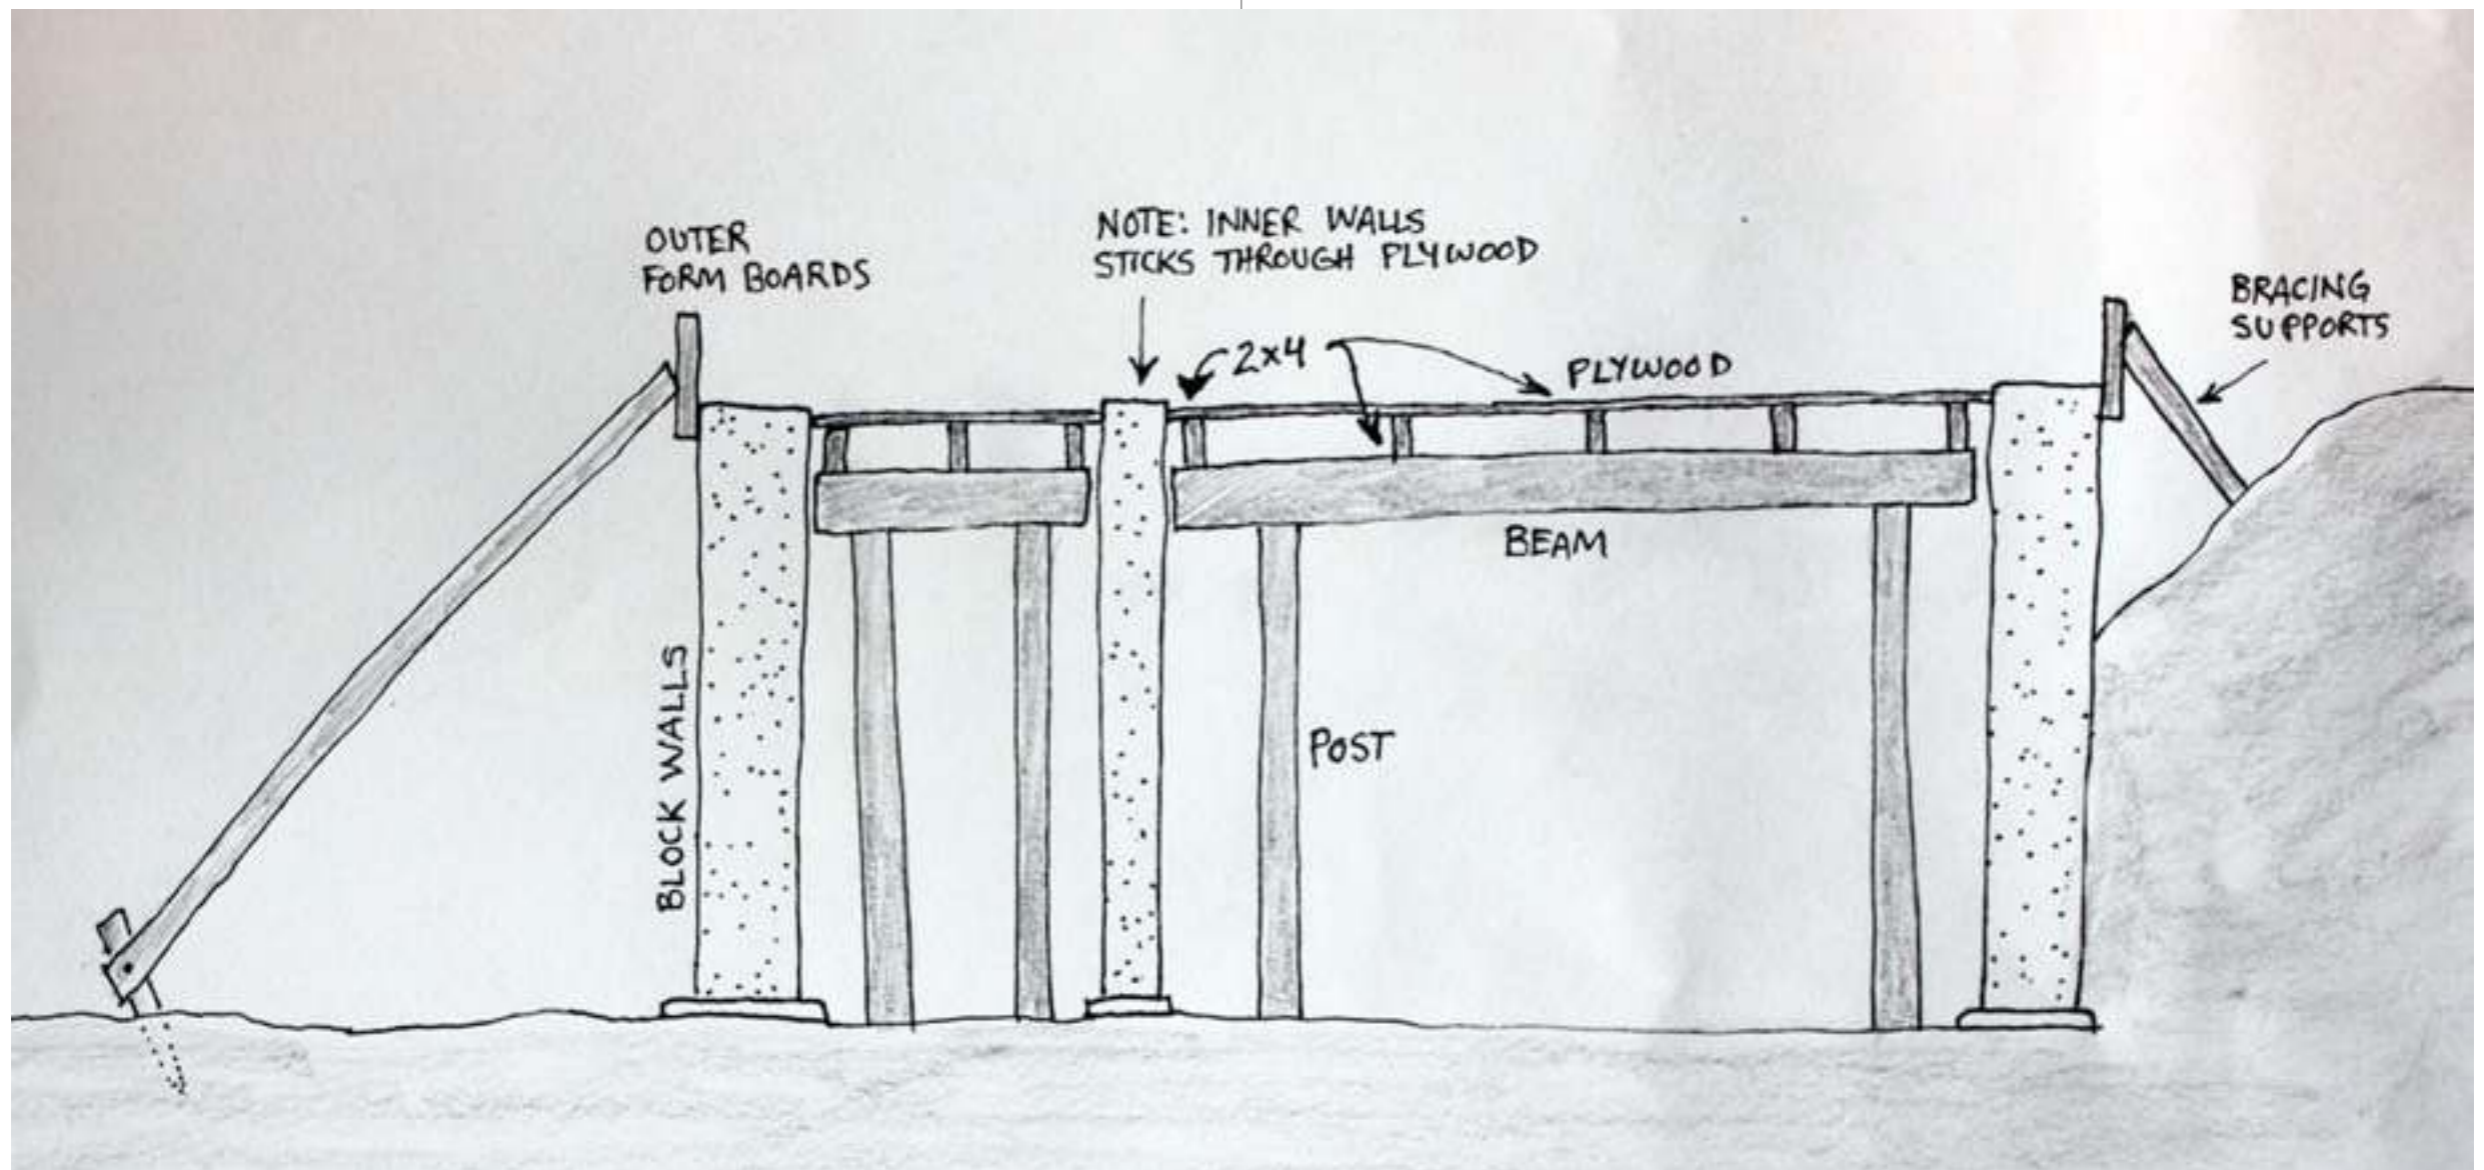 OUTER
FORM BOARDS
NOTE: INNER WALLS
STICKS THROUGH PLYWOOD
2x4
PLYWOOD
BRACING
SUPPORTS
BEAM
POST
BLOCK WALLS